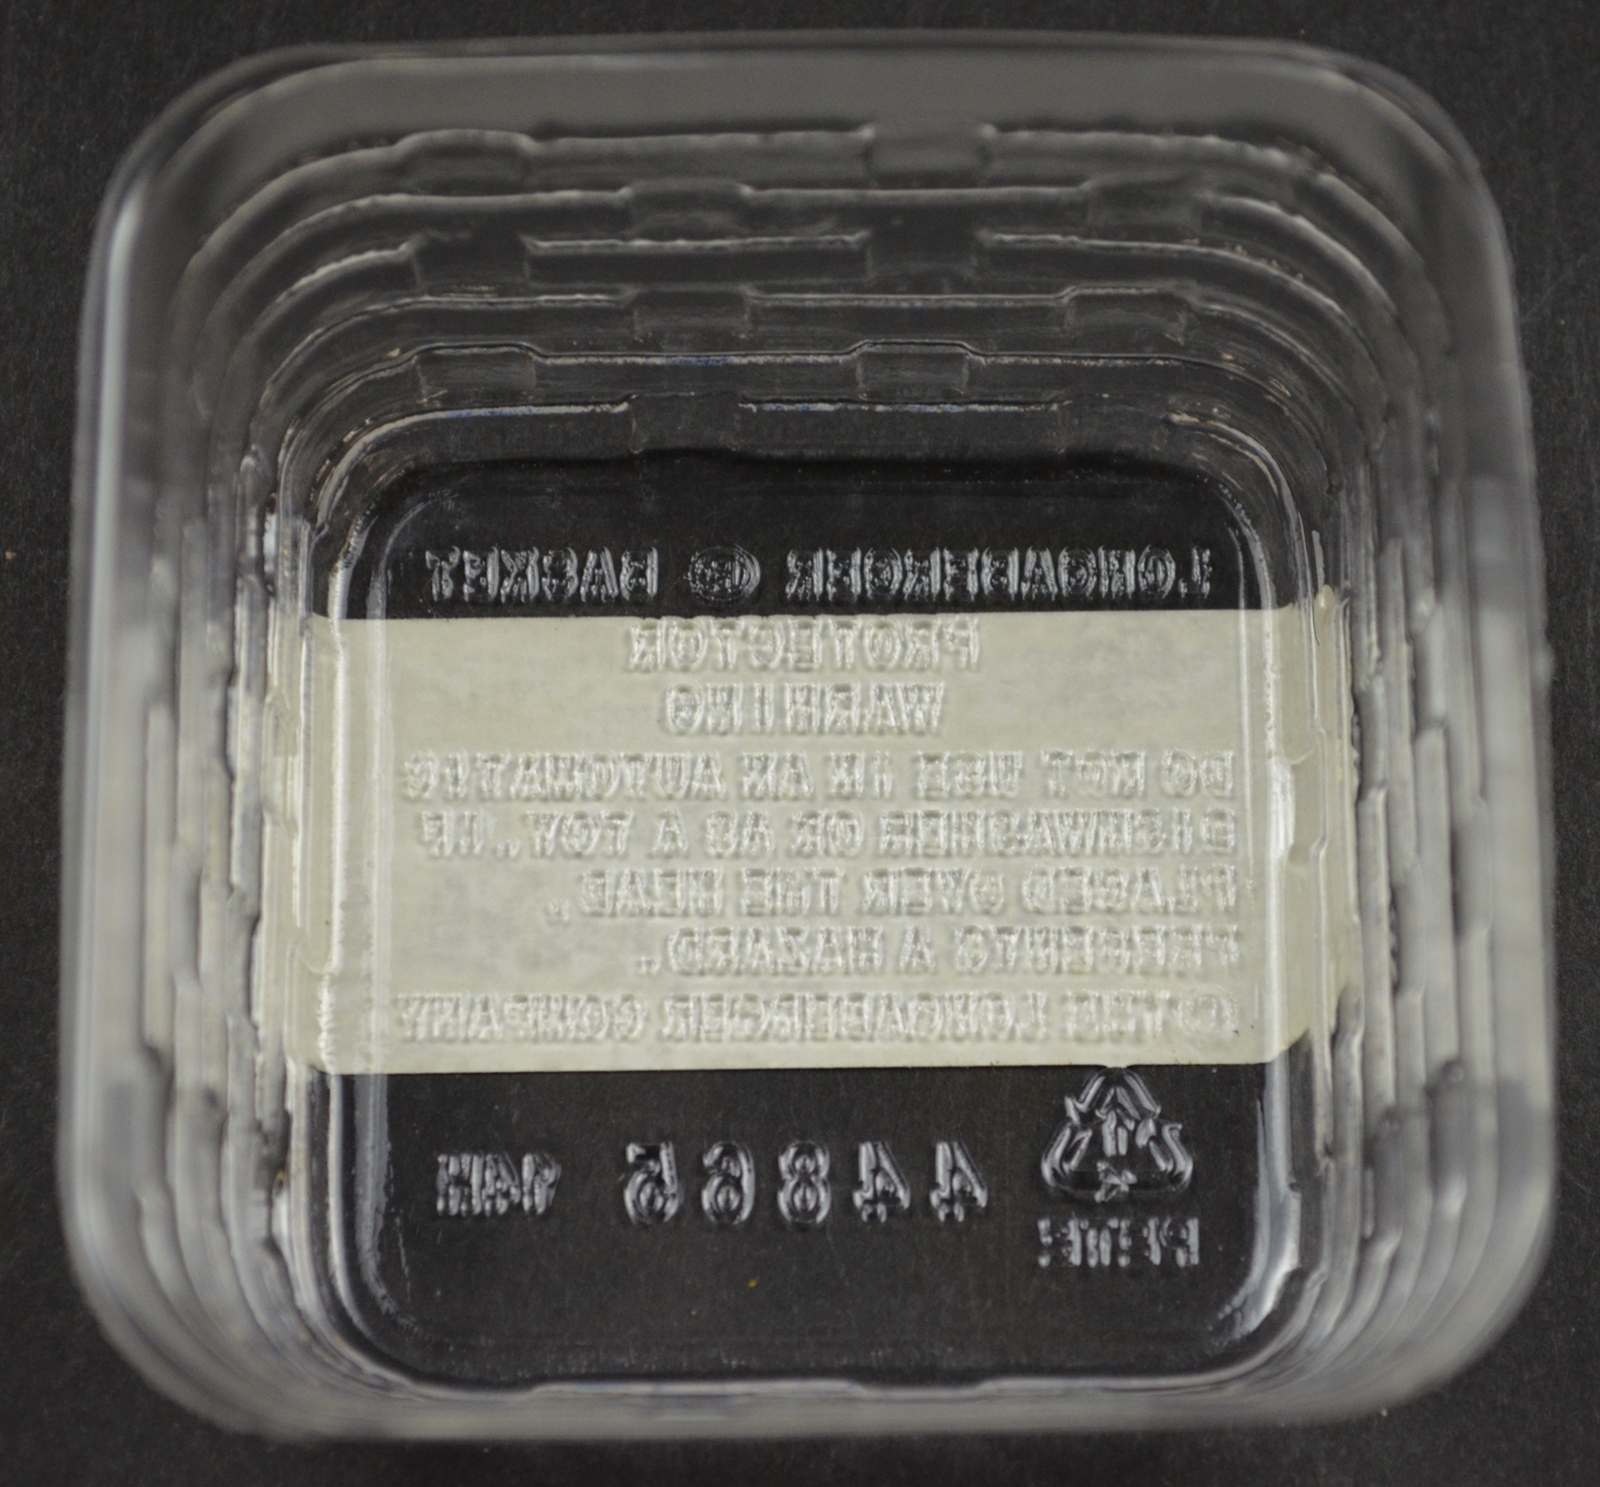 LONGABERGER ® BASKET
PROTECTOR
WARNING
DO NOT USE IN AN AUTOMATIC
DISHWASHER OR AS A TOY. IF
PLACED OVER THE HEAD,
PRESENTS A HAZARD.
© THE LONGABERGER COMPANY
44865